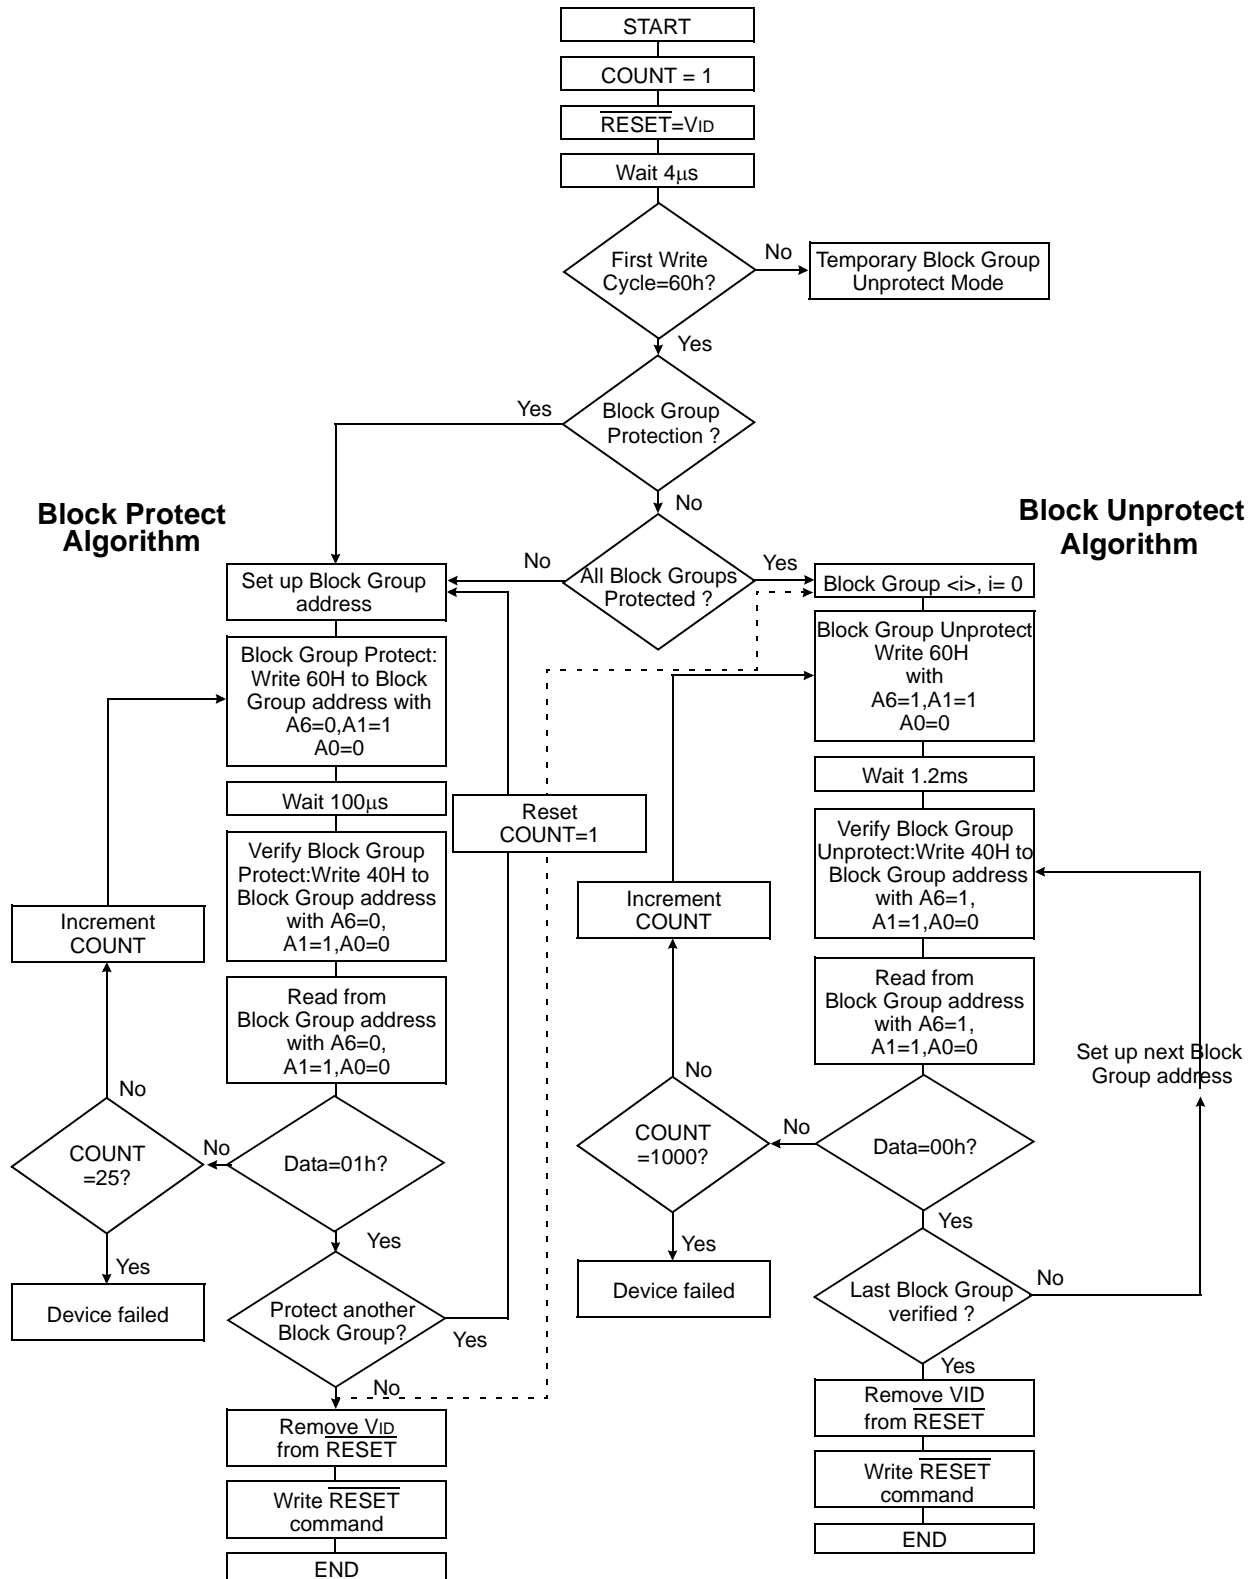 START
COUNT = 1
RESET=VID
Wait 4μs
First Write
Cycle=60h?
No
Temporary Block Group
Unprotect Mode
Yes
Yes
Block Group
Protection ?
No
Block Protect
Algorithm
Block Unprotect
Algorithm
No
All Block Groups
Protected ?
Yes
Set up Block Group
address
Block Group <i>, i= 0
Block Group Protect:
Write 60H to Block
Group address with
A6=0,A1=1
A0=0
Block Group Unprotect
Write 60H
with
A6=1,A1=1
A0=0
Wait 100μs
Wait 1.2ms
Reset
COUNT=1
Verify Block Group
Protect:Write 40H to
Block Group address
with A6=0,
A1=1,A0=0
Verify Block Group
Unprotect:Write 40H to
Block Group address
with A6=1,
A1=1,A0=0
Increment
COUNT
Increment
COUNT
Read from
Block Group address
with A6=0,
A1=1,A0=0
Read from
Block Group address
with A6=1,
A1=1,A0=0
Set up next Block
Group address
No
No
COUNT
=25?
No
Data=01h?
COUNT
=1000?
No
Data=00h?
Yes
Yes
Yes
Yes
Device failed
Protect another
Block Group?
Yes
Device failed
Last Block Group
verified ?
No
No
Yes
Remove VID
from RESET
Remove VID
from RESET
Write RESET
command
Write RESET
command
END
END